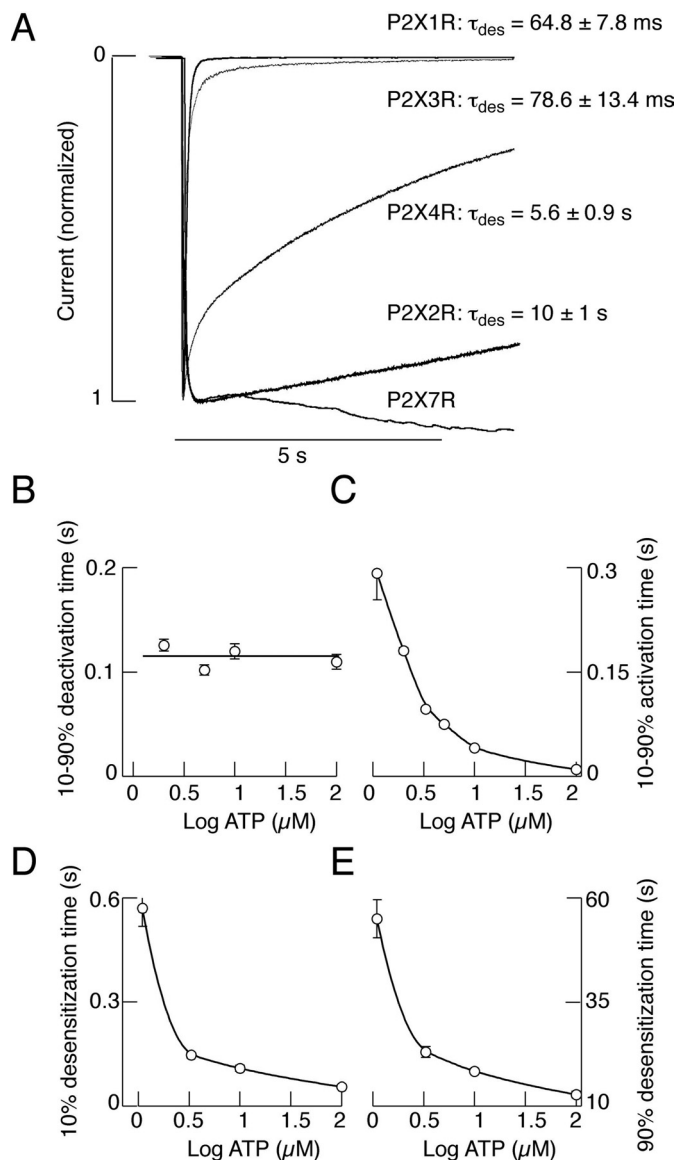 A
P2X1R: τdes = 64.8 ± 7.8 ms
0
P2X3R: τdes = 78.6 ± 13.4 ms
Current (normalized)
P2X4R: τdes = 5.6 ± 0.9 s
P2X2R: τdes = 10 ± 1 s
1
P2X7R
5 s
B
10-90% deactivation time (s)
0.2
0.1
0
0 0.5 1 1.5 2
Log ATP (µM)
C
0.3
0.15
0
10-90% activation time (s)
0 0.5 1 1.5 2
Log ATP (µM)
D
10% desensitization time (s)
0.6
0.3
0
0 0.5 1 1.5 2
Log ATP (µM)
E
60
35
10
90% desensitization time (s)
0 0.5 1 1.5 2
Log ATP (µM)